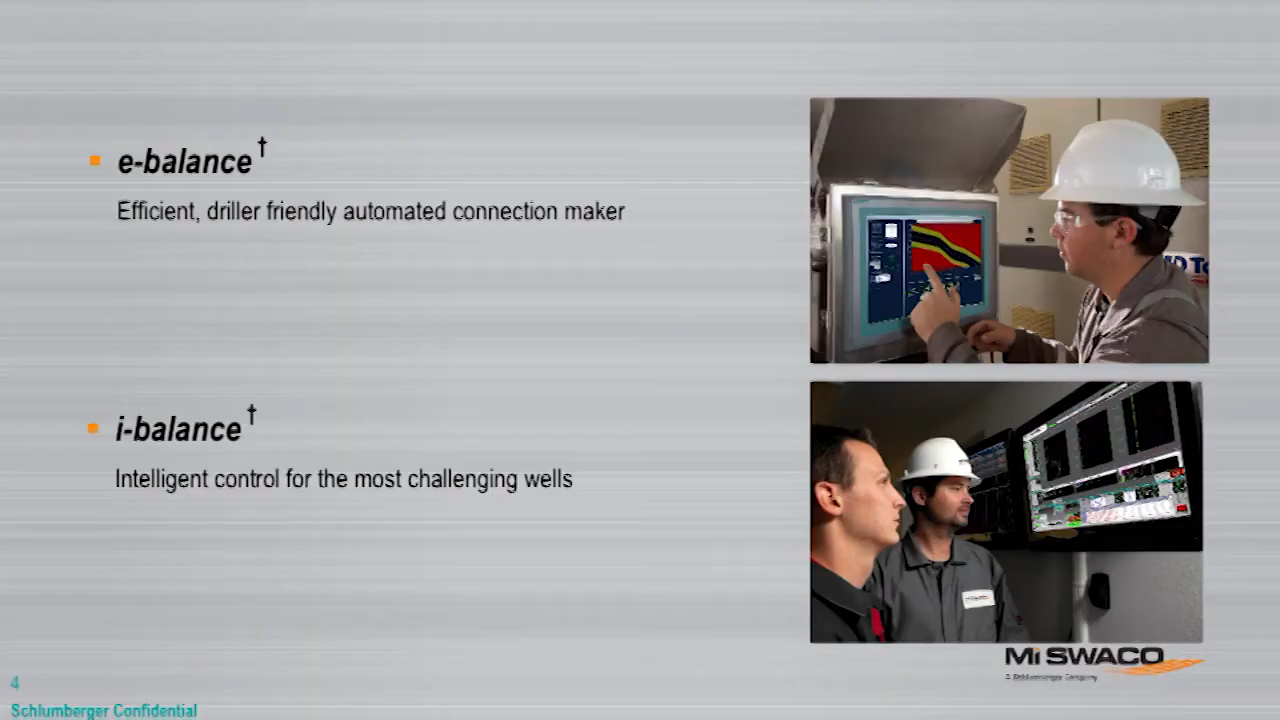 e-balance†
Efficient, driller friendly automated connection maker
i-balance†
Intelligent control for the most challenging wells
Mi SWACO
A Schlumberger Company
4
Schlumberger Confidential